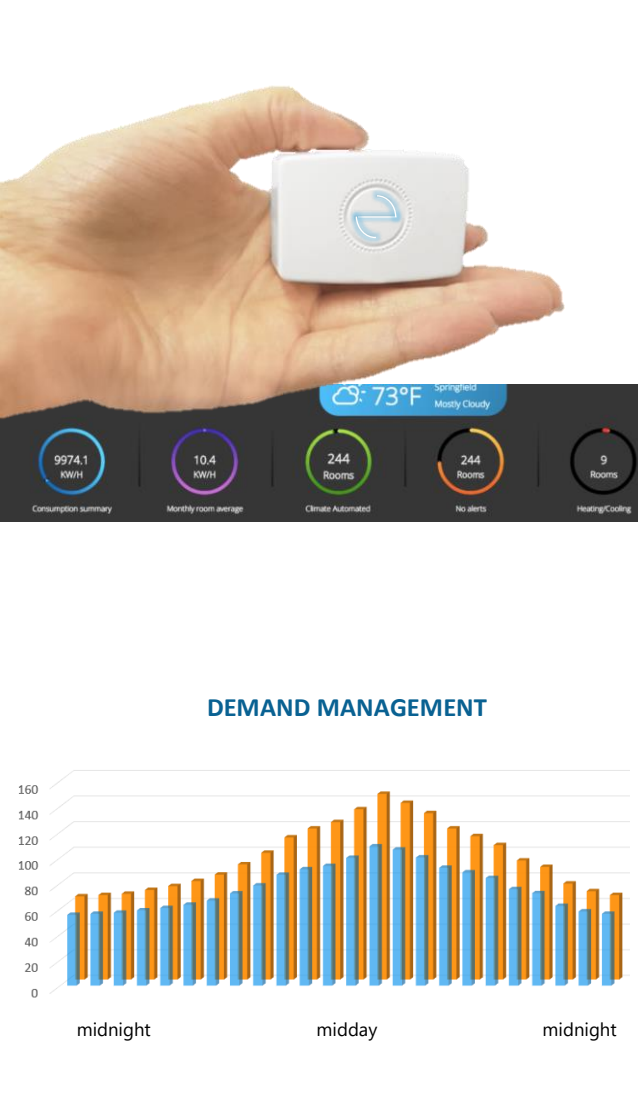 73°F
Springfield
Mostly Cloudy
9974.1
KW/H
Consumption summary
10.4
KW/H
Monthly room average
244
Rooms
Climate Automated
244
Rooms
No alerts
9
Rooms
Heating/Cooling
DEMAND MANAGEMENT
160
140
120
100
80
60
40
20
0
midnight midday midnight